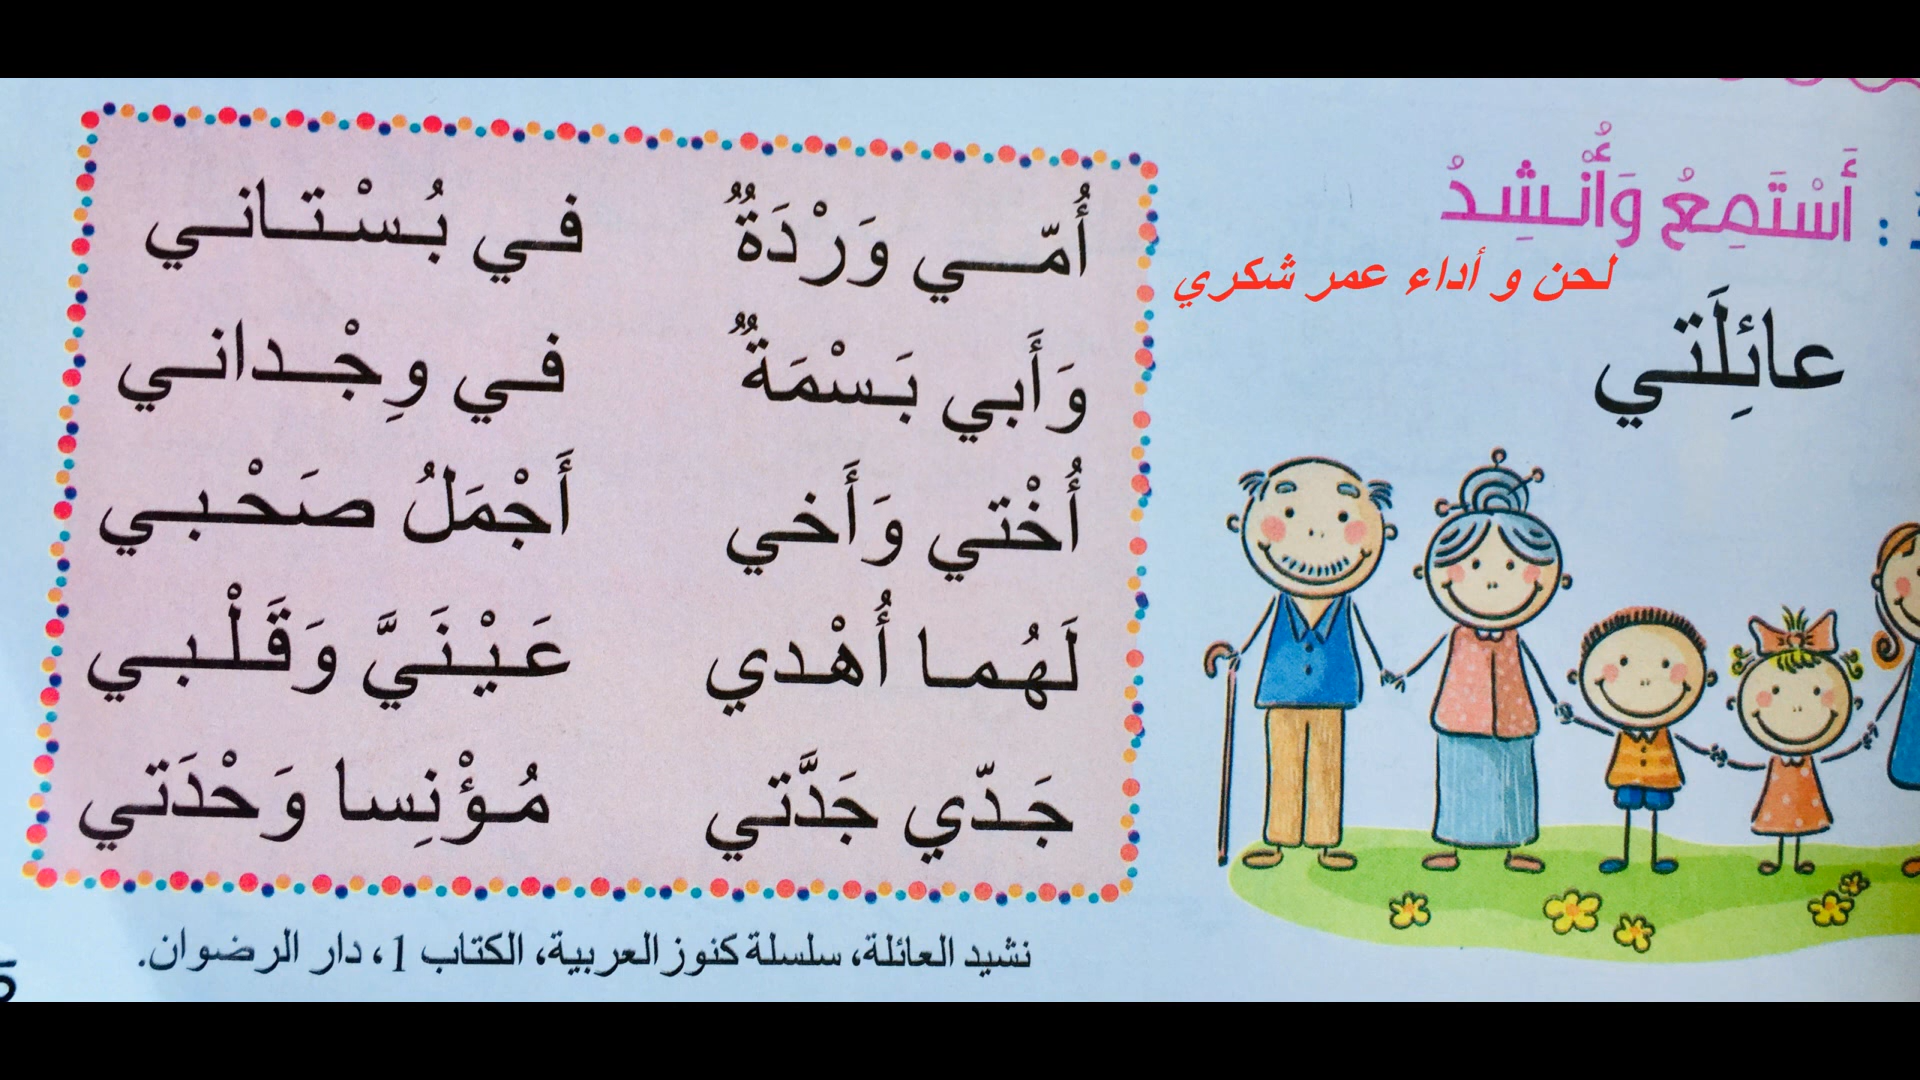 أَسْتَمِعُ وَأُنْشِدُ :
لحن و أداء عمر شكري
عائِلَتي
أُمّي وَرْدَةٌ في بُسْتاني
وَأَبي بَسْمَةٌ في وِجْداني
أُخْتي وَأَخي أَجْمَلُ صَحْبي
لَهُما أُهْدي عَيْنَيَّ وَقَلْبي
جَدّي جَدَّتي مُؤْنِسا وَحْدَتي
نشيد العائلة، سلسلة كنوز العربية، الكتاب 1، دار الرضوان.